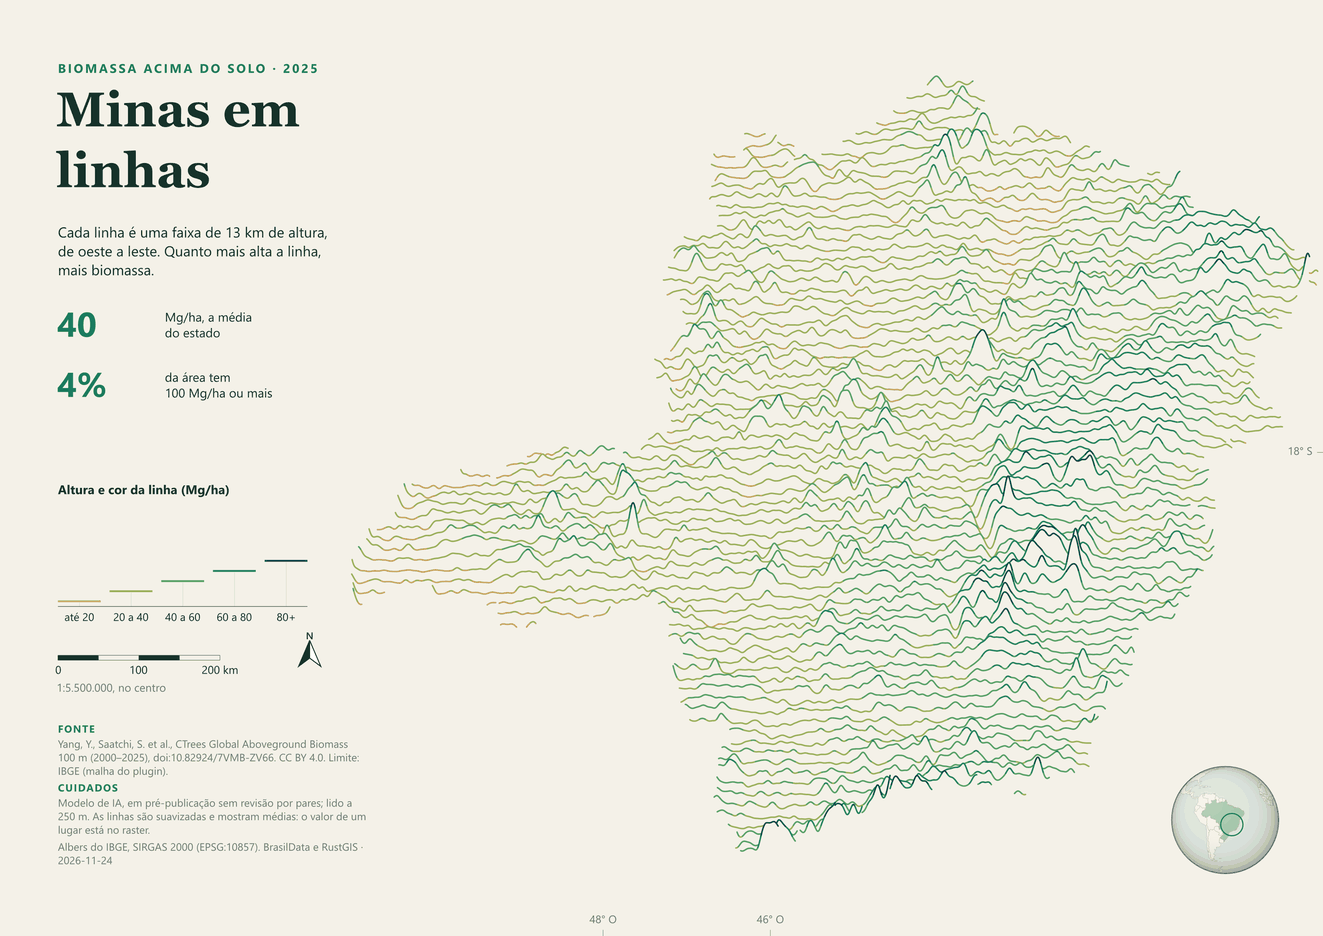 BIOMASSA ACIMA DO SOLO · 2025
Minas em
linhas
Cada linha é uma faixa de 13 km de altura,
de oeste a leste. Quanto mais alta a linha,
mais biomassa.
40
Mg/ha, a média
do estado
4%
da área tem
100 Mg/ha ou mais
Altura e cor da linha (Mg/ha)
até 20
20 a 40
40 a 60
60 a 80
80+
N
0
100
200 km
1:5.500.000, no centro
FONTE
Yang, Y., Saatchi, S. et al., CTrees Global Aboveground Biomass
100 m (2000–2025), doi:10.82924/7VMB-ZV66. CC BY 4.0. Limite:
IBGE (malha do plugin).
CUIDADOS
Modelo de IA, em pré-publicação sem revisão por pares; lido a
250 m. As linhas são suavizadas e mostram médias: o valor de um
lugar está no raster.
Albers do IBGE, SIRGAS 2000 (EPSG:10857). BrasilData e RustGIS ·
2026-11-24
18° S
48° O
46° O